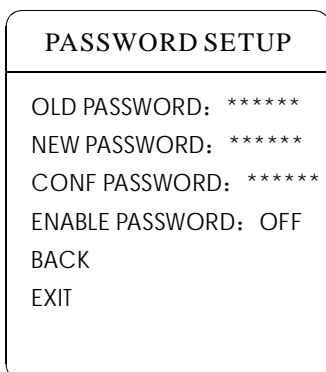 PASSWORD SETUP
OLD PASSWORD： ******
NEW PASSWORD： ******
CONF PASSWORD： ******
ENABLE PASSWORD： OFF
BACK
EXIT